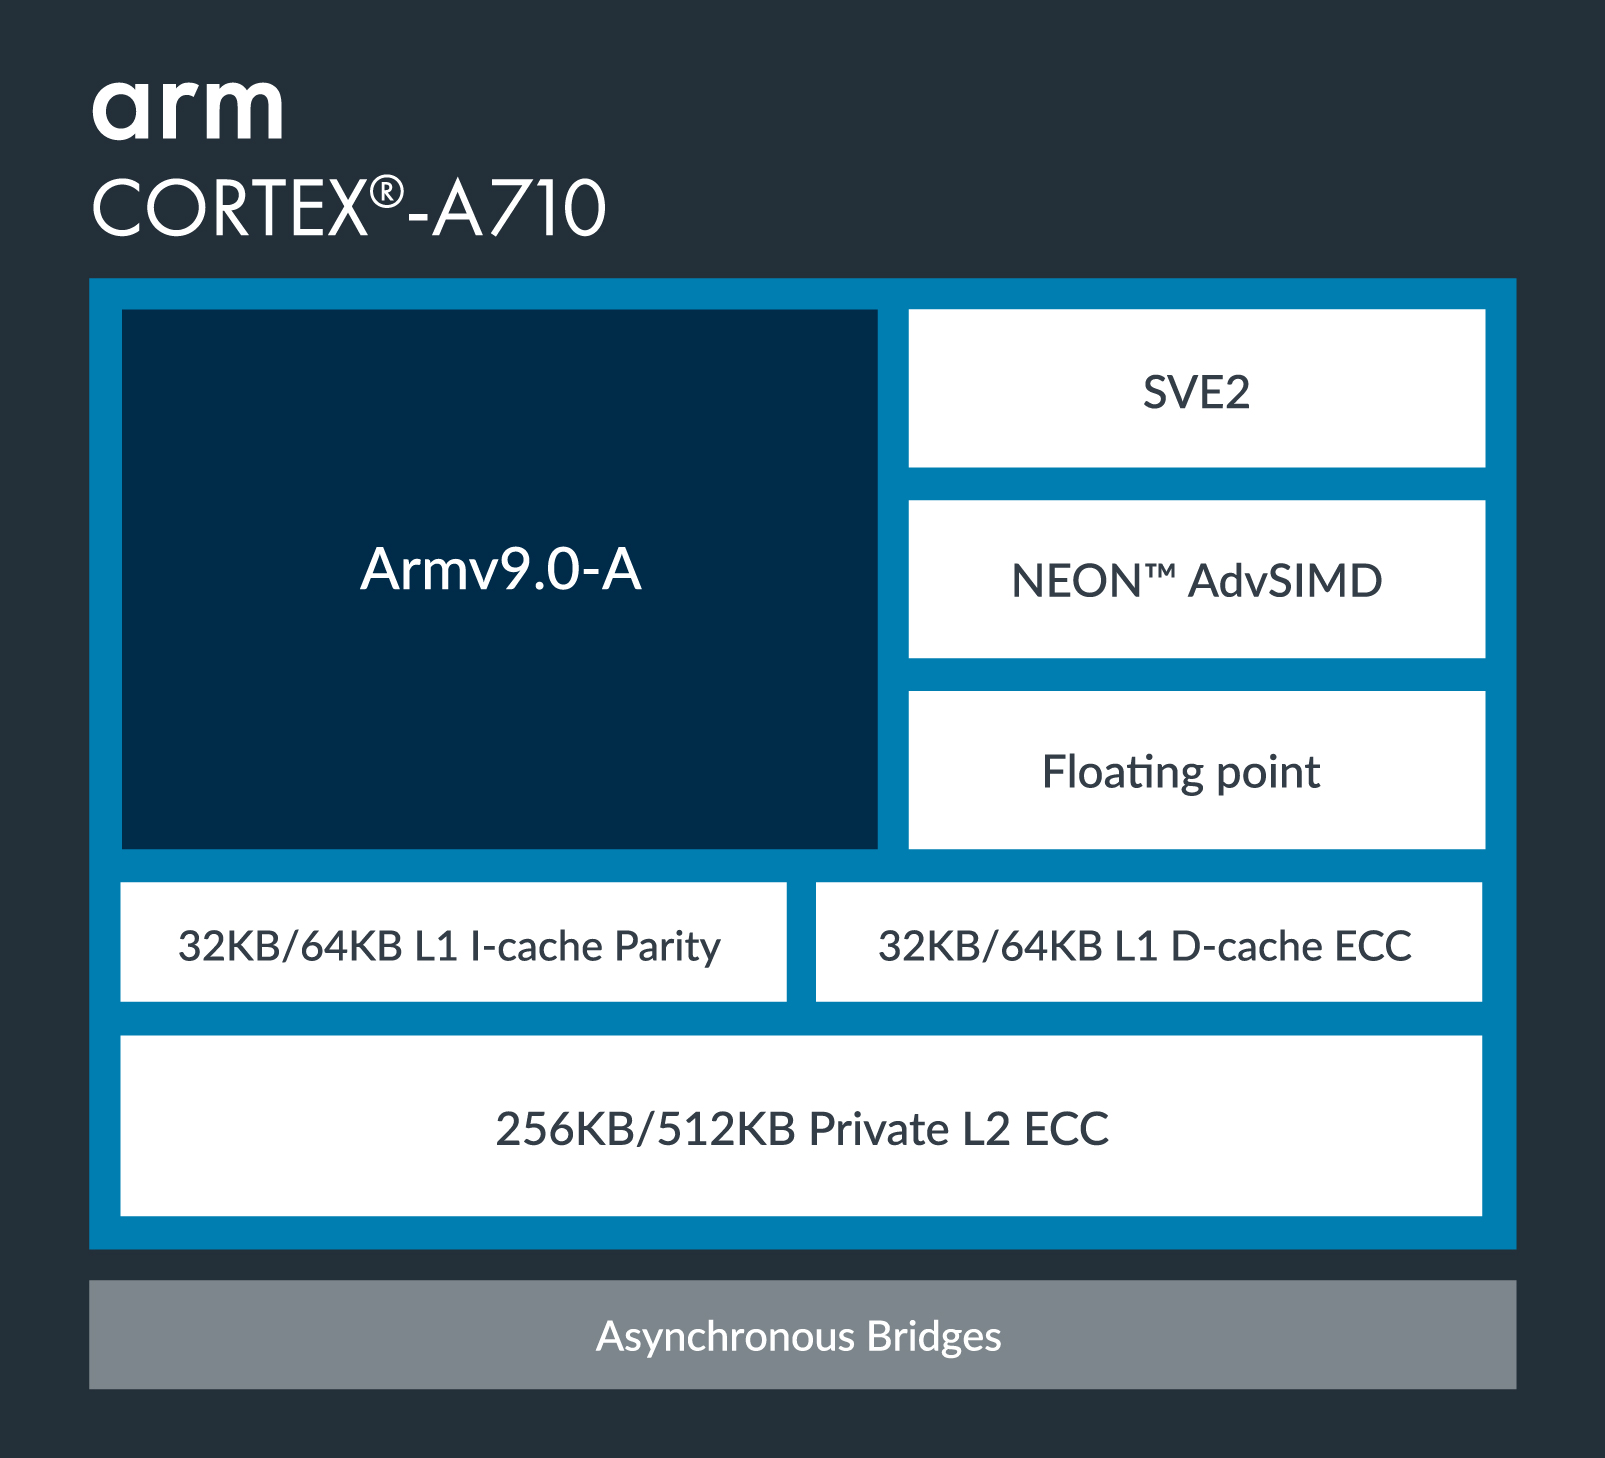 arm
CORTEX®-A710
Armv9.0-A
SVE2
NEON™ AdvSIMD
Floating point
32KB/64KB L1 I-cache Parity
32KB/64KB L1 D-cache ECC
256KB/512KB Private L2 ECC
Asynchronous Bridges